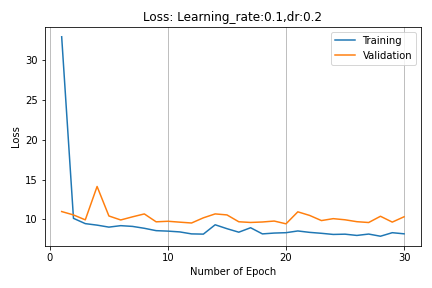 Loss: Learning_rate:0.1,dr:0.2
Training
Validation
Loss
30
25
20
15
10
0
10
20
30
Number of Epoch